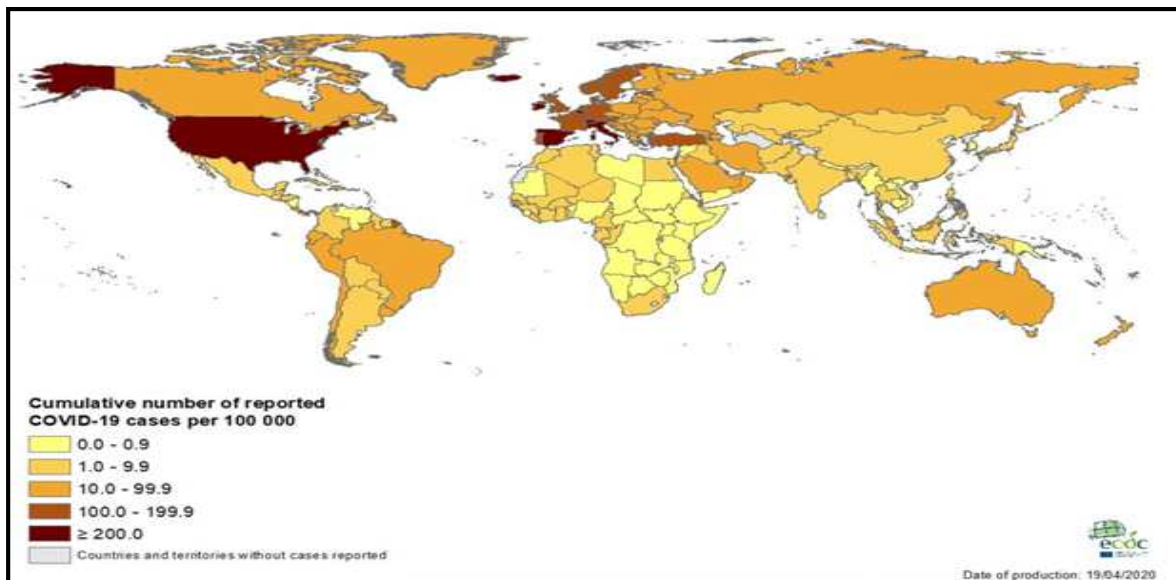 Cumulative number of reported
COVID-19 cases per 100 000
0.0 - 0.9
1.0 - 9.9
10.0 - 99.9
100.0 - 199.9
≥ 200.0
Countries and territories without cases reported
ecdc
Date of production: 19/04/2020